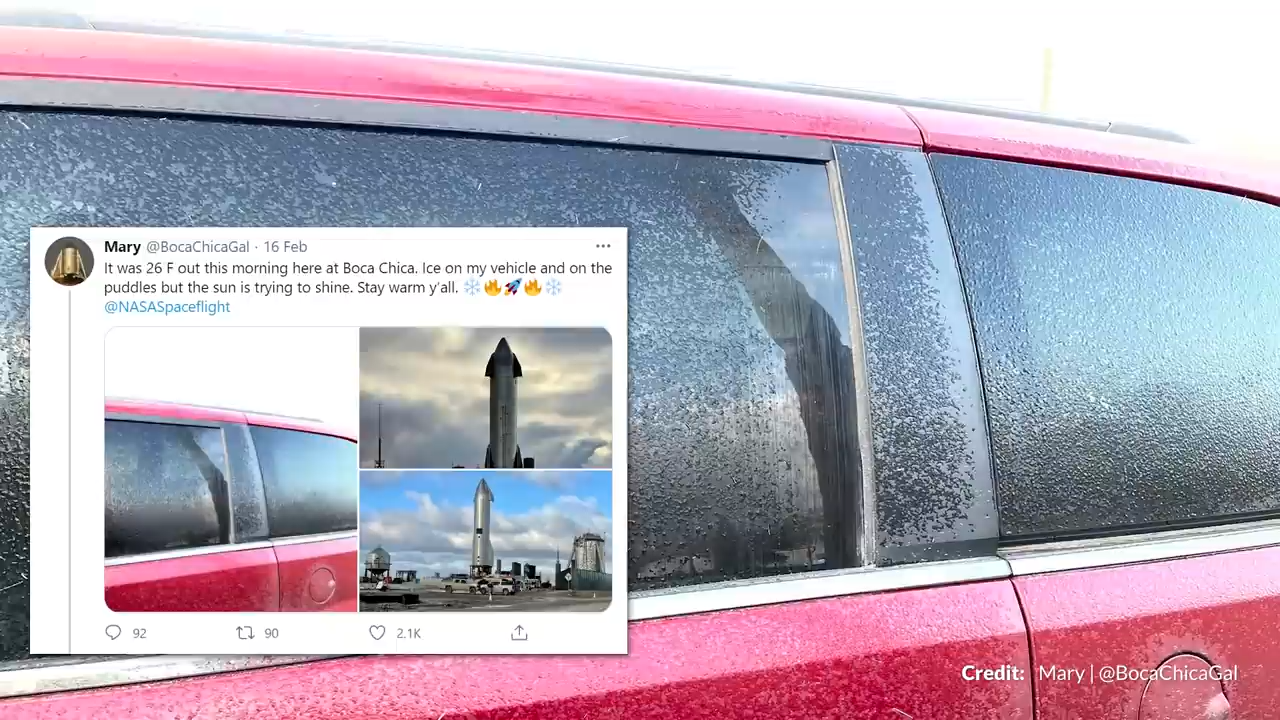 Mary @BocaChicaGal · 16 Feb
It was 26 F out this morning here at Boca Chica. Ice on my vehicle and on the
puddles but the sun is trying to shine. Stay warm y'all. ❄️🔥🚀🔥❄️
@NASASpaceflight
92 90 2.1K
Credit: Mary | @BocaChicaGal